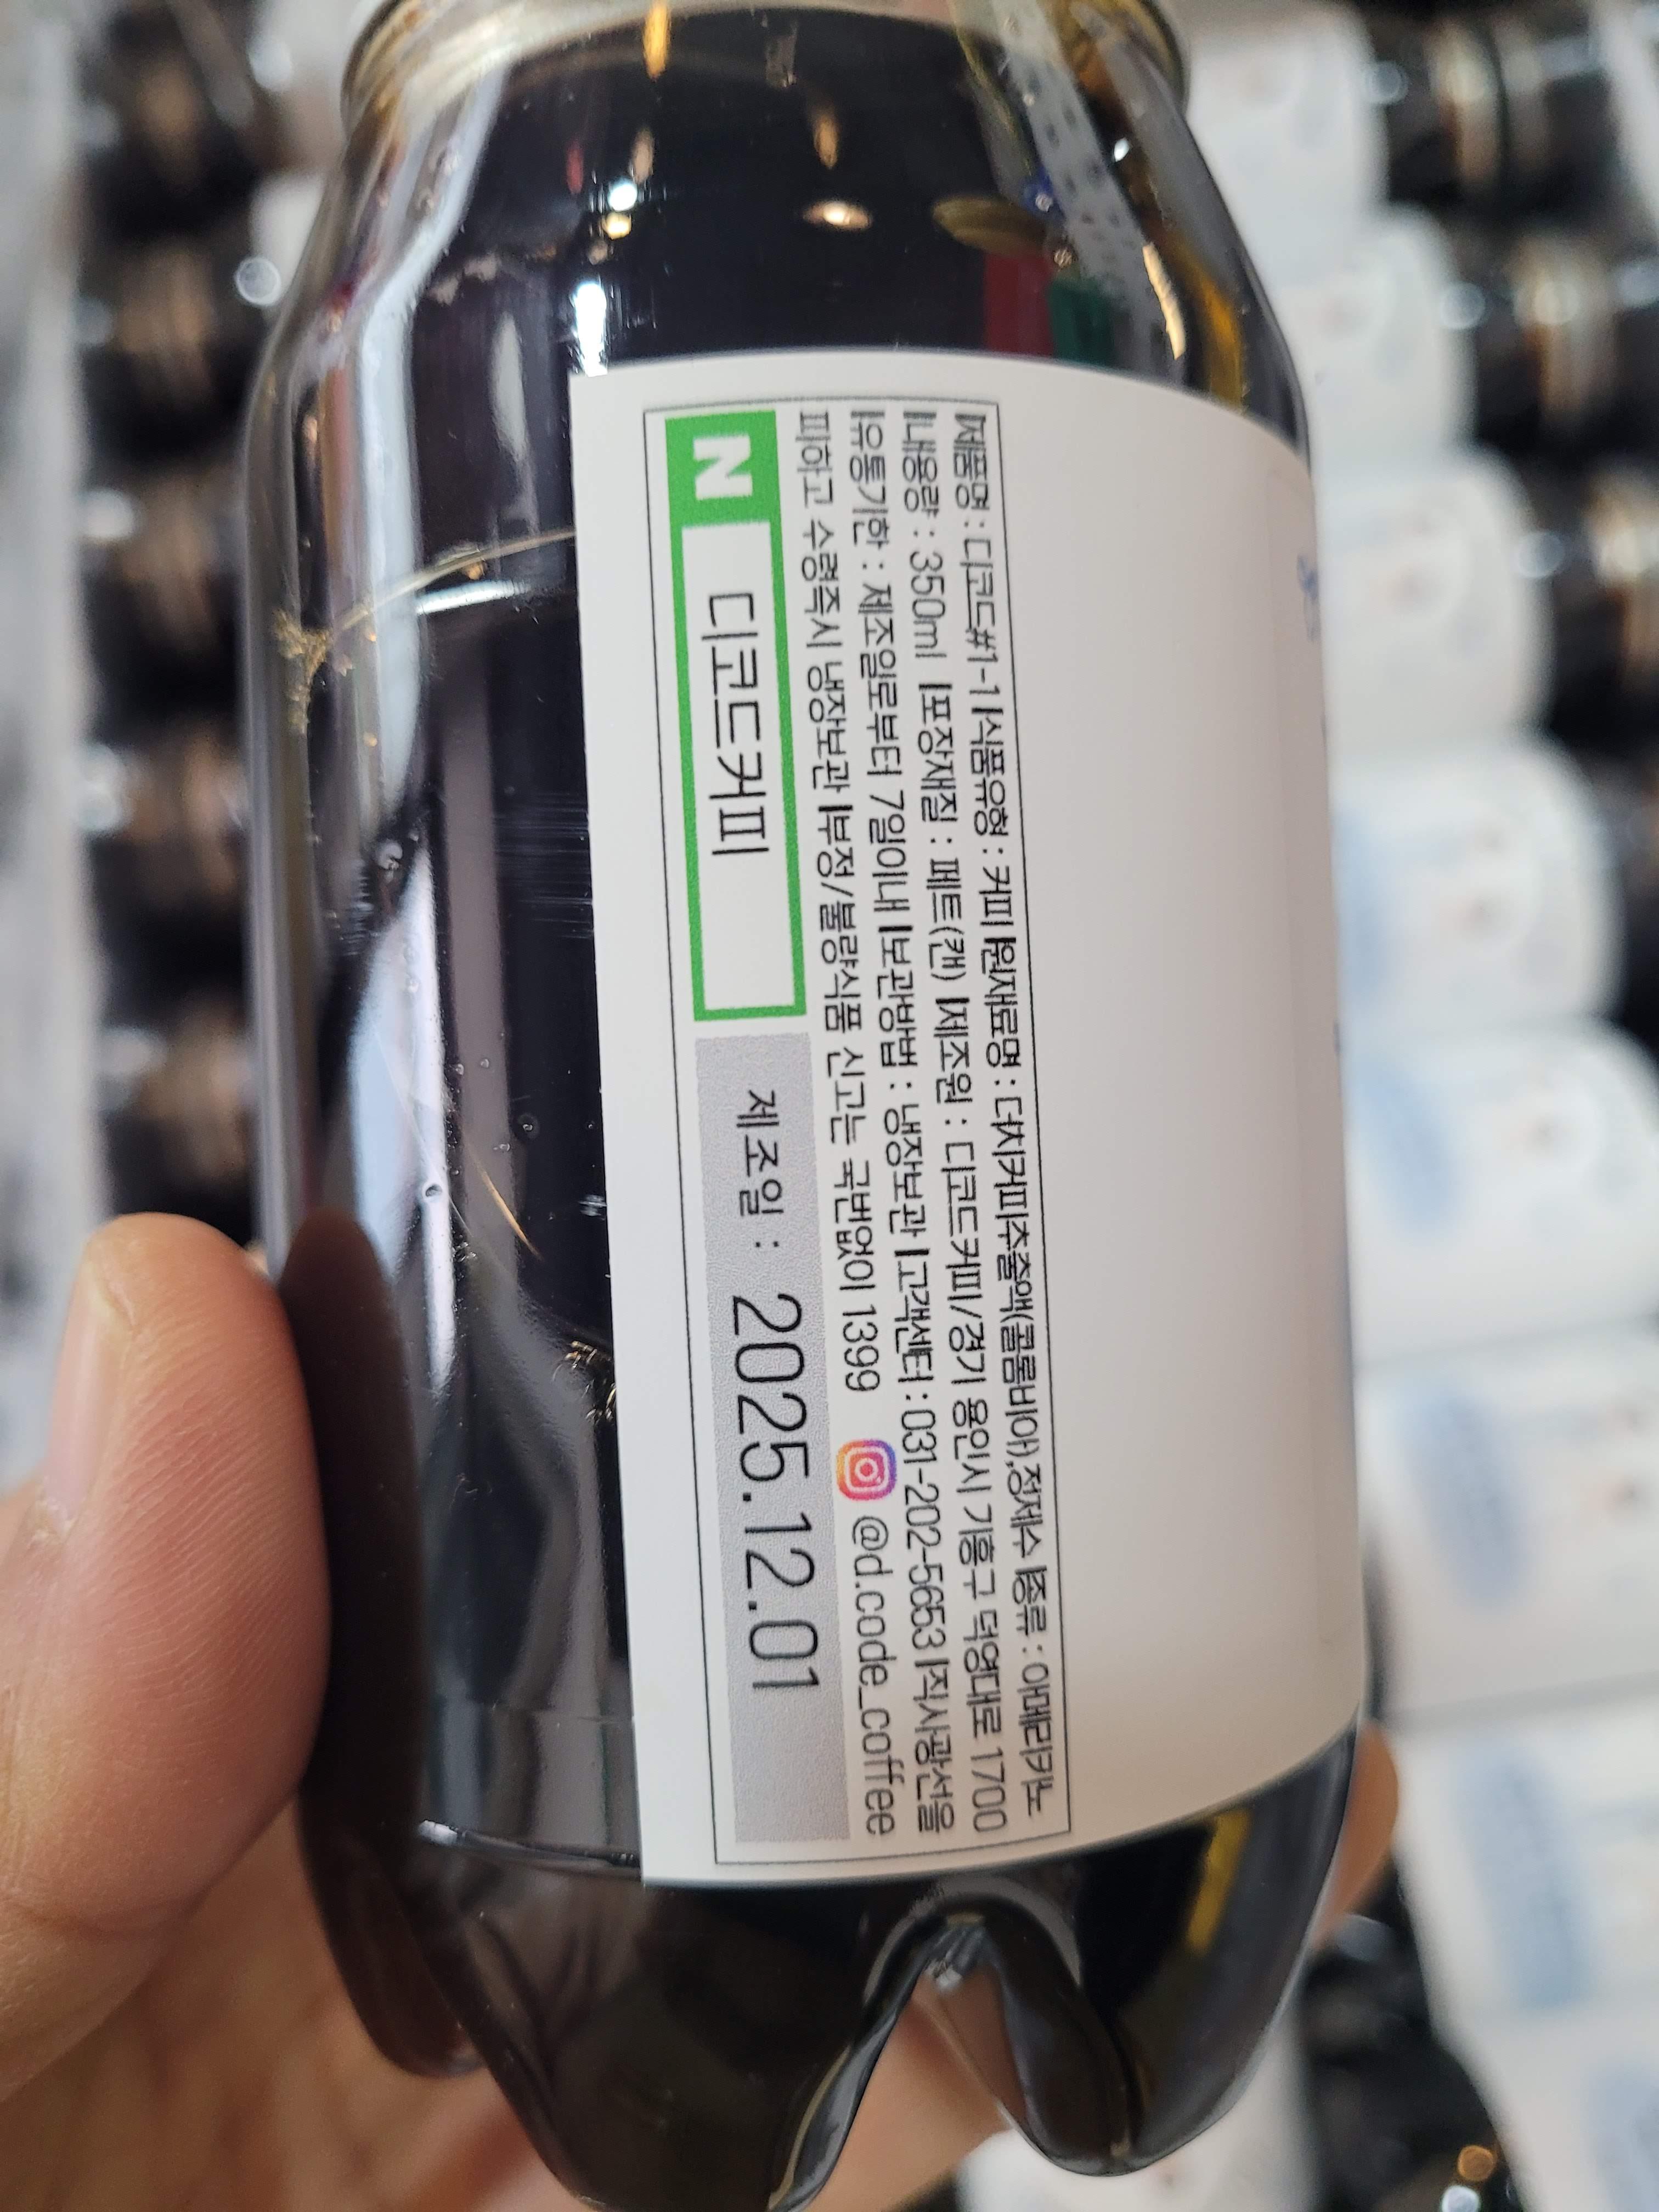 |제품명 : 디코드#1-1 |식품유형 : 커피 |원재료명 : 더치커피추출액(콜롬비아),정제수 |종류 : 아메리카노
|내용량 : 350ml |포장재질 : 페트(캔) |제조원 : 디코드커피/경기 용인시 기흥구 덕영대로 1700
|유통기한 : 제조일로부터 7일이내 |보관방법 : 냉장보관 |고객센터 : 031-202-5653 |직사광선을
피하고 수령즉시 냉장보관 |부정/불량식품 신고는 국번없이 1399 @d.code_coffee
N 디코드커피 제조일 : 2025.12.01